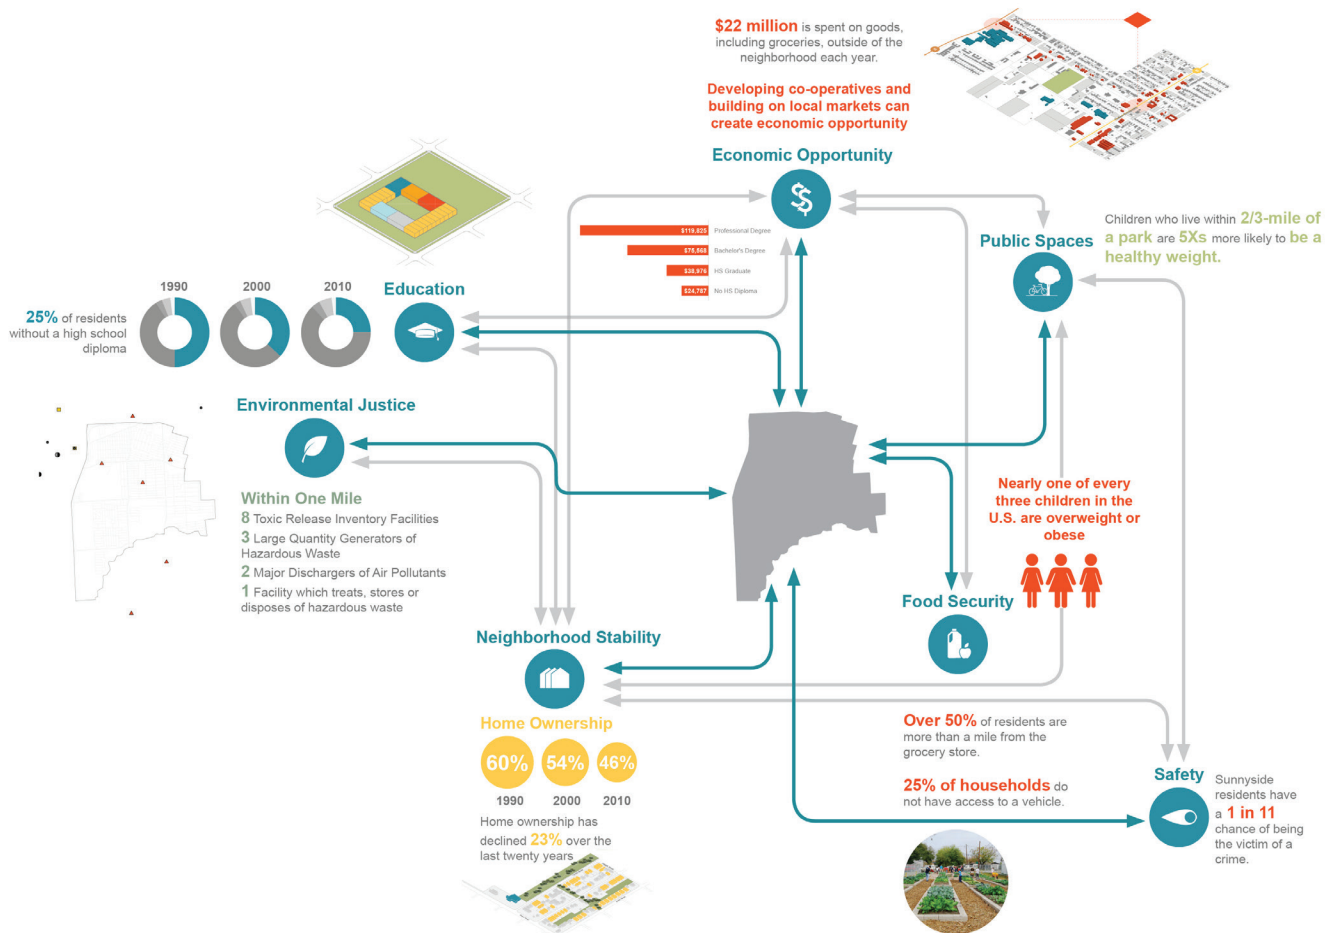 $22 million is spent on goods,
including groceries, outside of the
neighborhood each year.
Developing co-operatives and
building on local markets can
create economic opportunity
Economic Opportunity
$119,825 Professional Degree
$78,868 Bachelor's Degree
$38,976 HS Graduate
$24,787 No HS Diploma
Public Spaces
Children who live within 2/3-mile of
a park are 5Xs more likely to be a
healthy weight.
Education
1990
2000
2010
25% of residents
without a high school
diploma
Environmental Justice
Within One Mile
8 Toxic Release Inventory Facilities
3 Large Quantity Generators of
Hazardous Waste
2 Major Dischargers of Air Pollutants
1 Facility which treats, stores or
disposes of hazardous waste
Nearly one of every
three children in the
U.S. are overweight or
obese
Food Security
Neighborhood Stability
Home Ownership
60% 54% 46%
1990 2000 2010
Home ownership has
declined 23% over the
last twenty years
Over 50% of residents are
more than a mile from the
grocery store.
25% of households do
not have access to a vehicle.
Safety
Sunnyside
residents have
a 1 in 11
chance of being
the victim of a
crime.